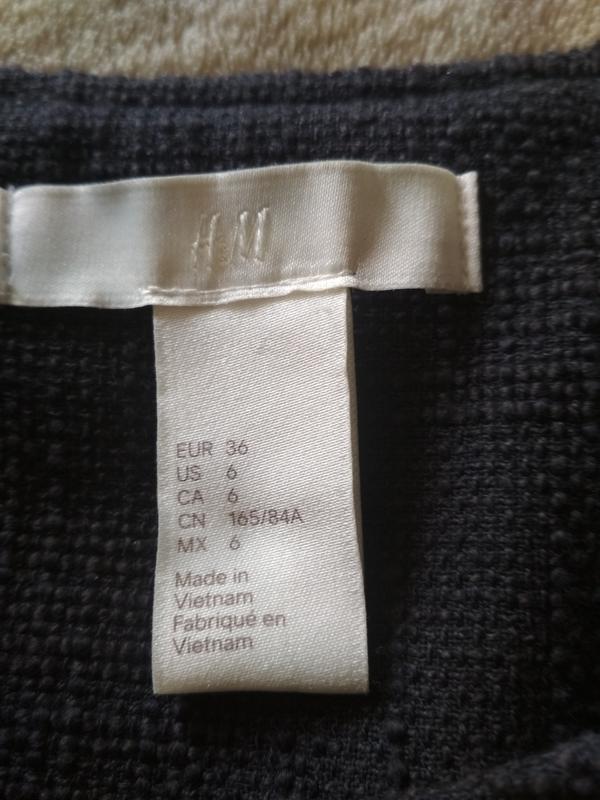 H&M
EUR 36
US 6
CA 6
CN 165/84A
MX 6
Made in
Vietnam
Fabriqué en
Vietnam